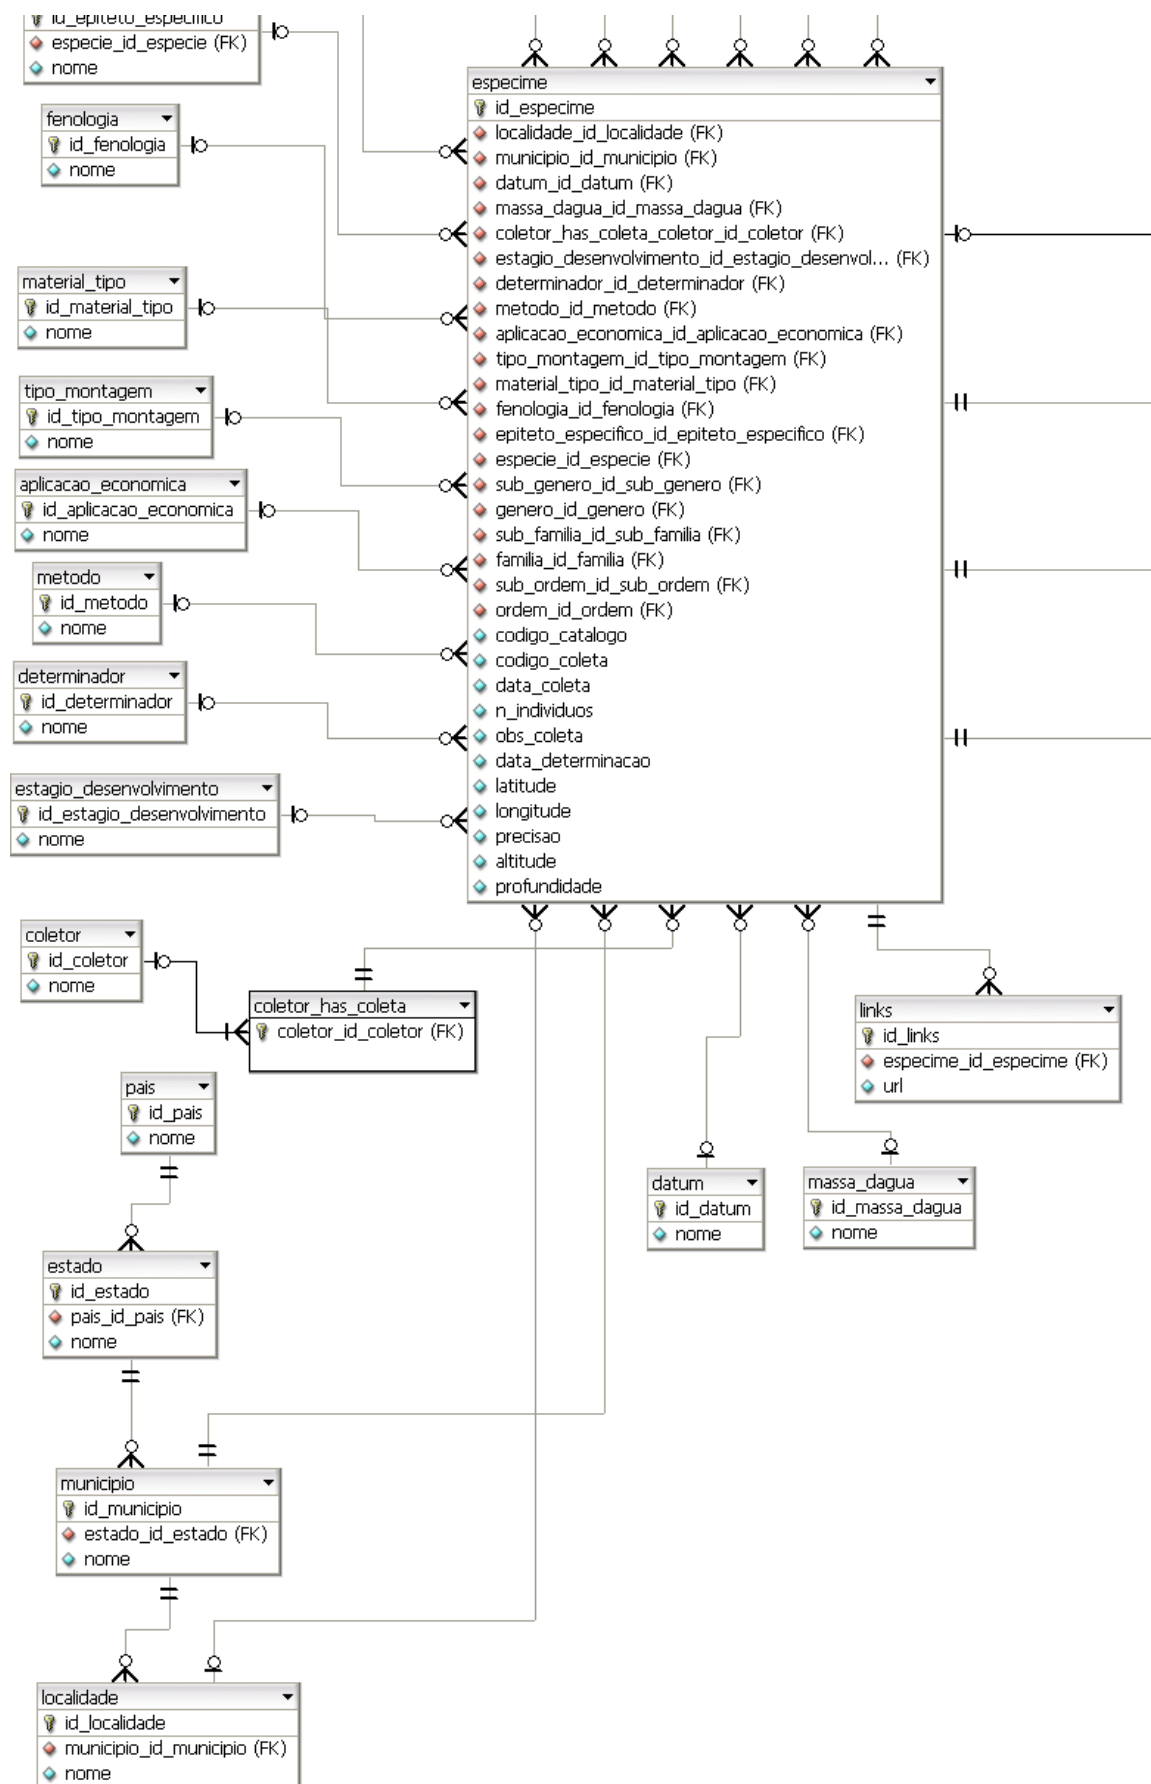 id_epiteto_especifico
especie_id_especie (FK)
nome
fenologia
id_fenologia
nome
material_tipo
id_material_tipo
nome
tipo_montagem
id_tipo_montagem
nome
aplicacao_economica
id_aplicacao_economica
nome
metodo
id_metodo
nome
determinador
id_determinador
nome
estagio_desenvolvimento
id_estagio_desenvolvimento
nome
especime
id_especime
localidade_id_localidade (FK)
municipio_id_municipio (FK)
datum_id_datum (FK)
massa_dagua_id_massa_dagua (FK)
coletor_has_coleta_coletor_id_coletor (FK)
estagio_desenvolvimento_id_estagio_desenvol... (FK)
determinador_id_determinador (FK)
metodo_id_metodo (FK)
aplicacao_economica_id_aplicacao_economica (FK)
tipo_montagem_id_tipo_montagem (FK)
material_tipo_id_material_tipo (FK)
fenologia_id_fenologia (FK)
epiteto_especifico_id_epiteto_especifico (FK)
especie_id_especie (FK)
sub_genero_id_sub_genero (FK)
genero_id_genero (FK)
sub_familia_id_sub_familia (FK)
familia_id_familia (FK)
sub_ordem_id_sub_ordem (FK)
ordem_id_ordem (FK)
codigo_catalogo
codigo_coleta
data_coleta
n_individuos
obs_coleta
data_determinacao
latitude
longitude
precisao
altitude
profundidade
coletor
id_coletor
nome
coletor_has_coleta
coletor_id_coletor (FK)
links
id_links
especime_id_especime (FK)
url
pais
id_pais
nome
datum
id_datum
nome
massa_dagua
id_massa_dagua
nome
estado
id_estado
pais_id_pais (FK)
nome
municipio
id_municipio
estado_id_estado (FK)
nome
localidade
id_localidade
municipio_id_municipio (FK)
nome